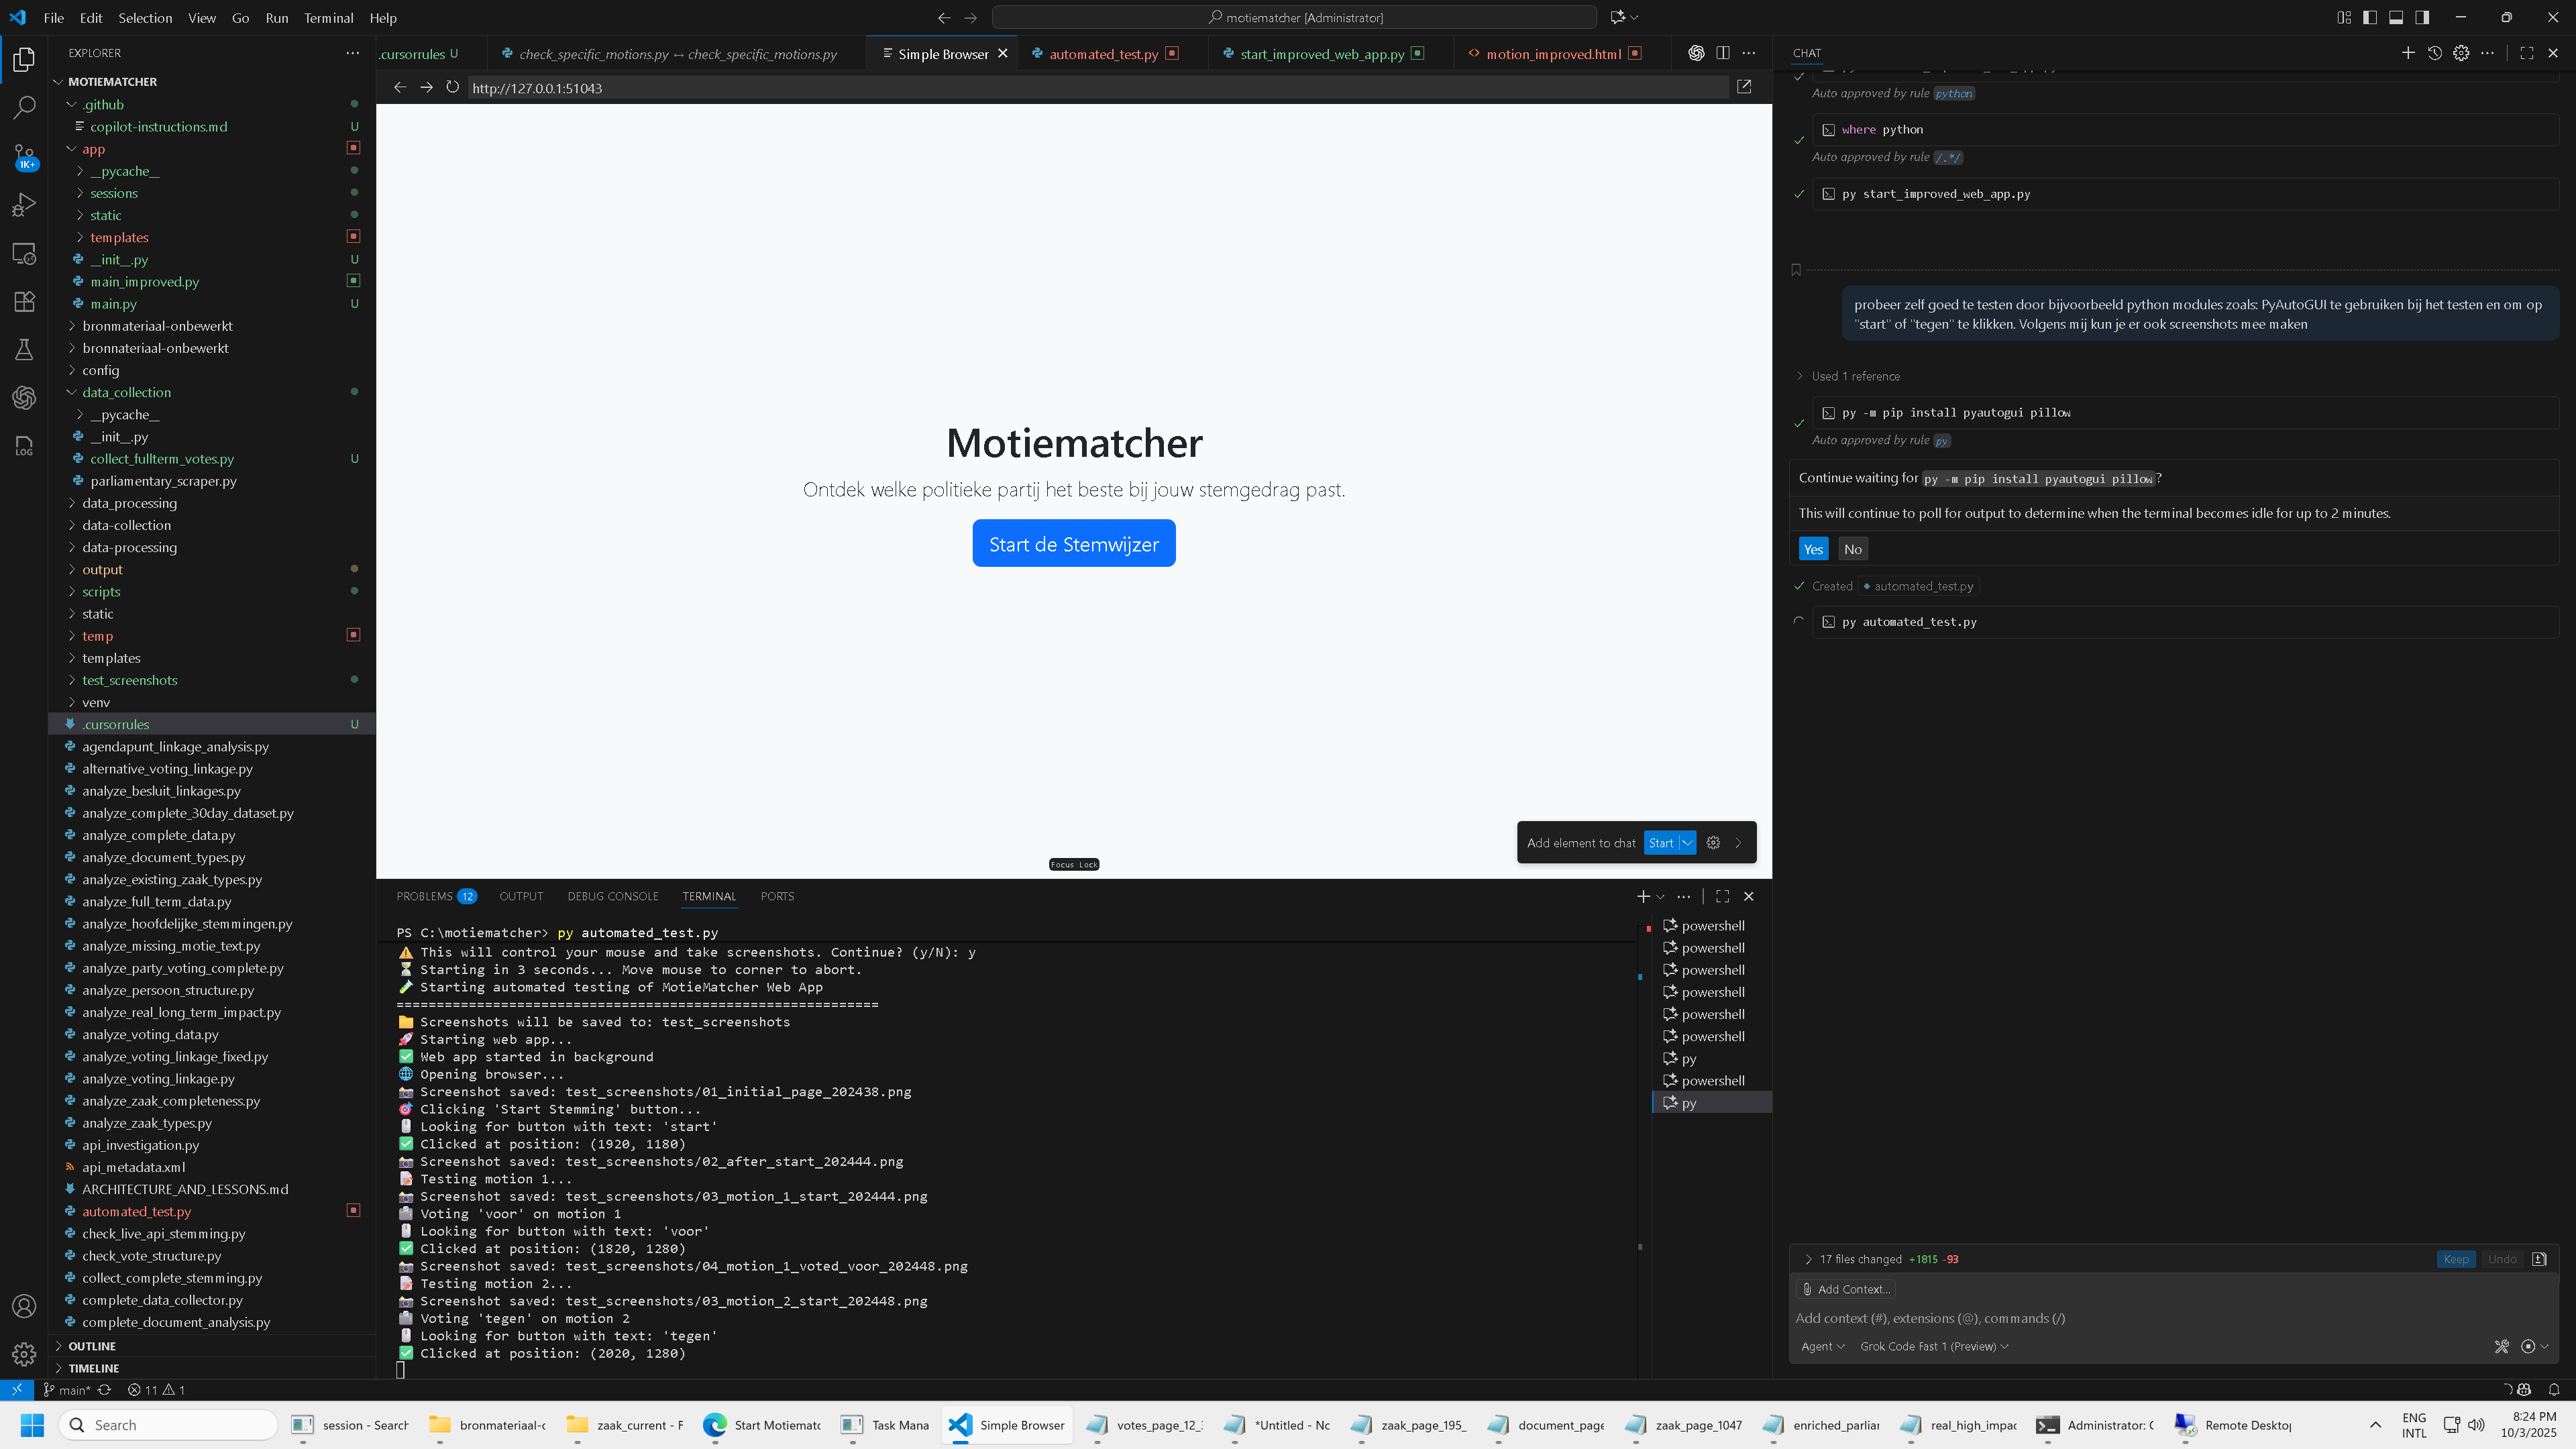 File Edit Selection View Go Run Terminal Help
motiematcher [Administrator]
EXPLORER
MOTIEMATCHER
.github
copilot-instructions.md U
app
__pycache__
sessions
static
templates
__init__.py U
main_improved.py
main.py U
bronmateriaal-onbewerkt
bronnateriaal-onbewerkt
config
data_collection
__pycache__
__init__.py
collect_fullterm_votes.py U
parliamentary_scraper.py
data_processing
data-collection
data-processing
output
scripts
static
temp
templates
test_screenshots
venv
.cursorrules U
agendapunt_linkage_analysis.py
alternative_voting_linkage.py
analyze_besluit_linkages.py
analyze_complete_30day_dataset.py
analyze_complete_data.py
analyze_document_types.py
analyze_existing_zaak_types.py
analyze_full_term_data.py
analyze_hoofdelijke_stemmingen.py
analyze_missing_motie_text.py
analyze_party_voting_complete.py
analyze_persoon_structure.py
analyze_real_long_term_impact.py
analyze_voting_data.py
analyze_voting_linkage_fixed.py
analyze_voting_linkage.py
analyze_zaak_completeness.py
analyze_zaak_types.py
api_investigation.py
api_metadata.xml
ARCHITECTURE_AND_LESSONS.md
automated_test.py
check_live_api_stemming.py
check_vote_structure.py
collect_complete_stemming.py
complete_data_collector.py
complete_document_analysis.py
OUTLINE
TIMELINE
1K+
LOG
.cursorrules U
check_specific_motions.py ↔ check_specific_motions.py
Simple Browser
automated_test.py
start_improved_web_app.py
motion_improved.html
http://127.0.0.1:51043
Motiematcher
Ontdek welke politieke partij het beste bij jouw stemgedrag past.
Start de Stemwijzer
Add element to chat Start
Focus Lock
PROBLEMS 12 OUTPUT DEBUG CONSOLE TERMINAL PORTS
PS C:\motiematcher> py automated_test.py
⚠️ This will control your mouse and take screenshots. Continue? (y/N): y
⏳ Starting in 3 seconds... Move mouse to corner to abort.
🧪 Starting automated testing of MotieMatcher Web App
============================================================
📁 Screenshots will be saved to: test_screenshots
🚀 Starting web app...
✅ Web app started in background
🌐 Opening browser...
📸 Screenshot saved: test_screenshots/01_initial_page_202438.png
🎯 Clicking 'Start Stemming' button...
🖱️ Looking for button with text: 'start'
✅ Clicked at position: (1920, 1180)
📸 Screenshot saved: test_screenshots/02_after_start_202444.png
📝 Testing motion 1...
📸 Screenshot saved: test_screenshots/03_motion_1_start_202444.png
🗳️ Voting 'voor' on motion 1
🖱️ Looking for button with text: 'voor'
✅ Clicked at position: (1820, 1280)
📸 Screenshot saved: test_screenshots/04_motion_1_voted_voor_202448.png
📝 Testing motion 2...
📸 Screenshot saved: test_screenshots/03_motion_2_start_202448.png
🗳️ Voting 'tegen' on motion 2
🖱️ Looking for button with text: 'tegen'
✅ Clicked at position: (2020, 1280)
powershell
powershell
powershell
powershell
powershell
powershell
py
powershell
py
CHAT
Auto approved by rule python
where python
Auto approved by rule /.*/
py start_improved_web_app.py
probeer zelf goed te testen door bijvoorbeeld python modules zoals: PyAutoGUI te gebruiken bij het testen en om op
"start" of "tegen" te klikken. Volgens mij kun je er ook screenshots mee maken
Used 1 reference
py -m pip install pyautogui pillow
Auto approved by rule py
Continue waiting for py -m pip install pyautogui pillow?
This will continue to poll for output to determine when the terminal becomes idle for up to 2 minutes.
Yes No
Created automated_test.py
py automated_test.py
17 files changed +1815 -93 Keep Undo
Add Context...
Add context (#), extensions (@), commands (/)
Agent Grok Code Fast 1 (Preview)
main* 11 1
Search
session - Search
bronmateriaal-o
zaak_current - F
Start Motiematc
Task Mana
Simple Browser
votes_page_12_
*Untitled - No
zaak_page_195_
document_page
zaak_page_1047
enriched_parlian
real_high_impac
Administrator: C
Remote Desktop
ENG
INTL
8:24 PM
10/3/2025